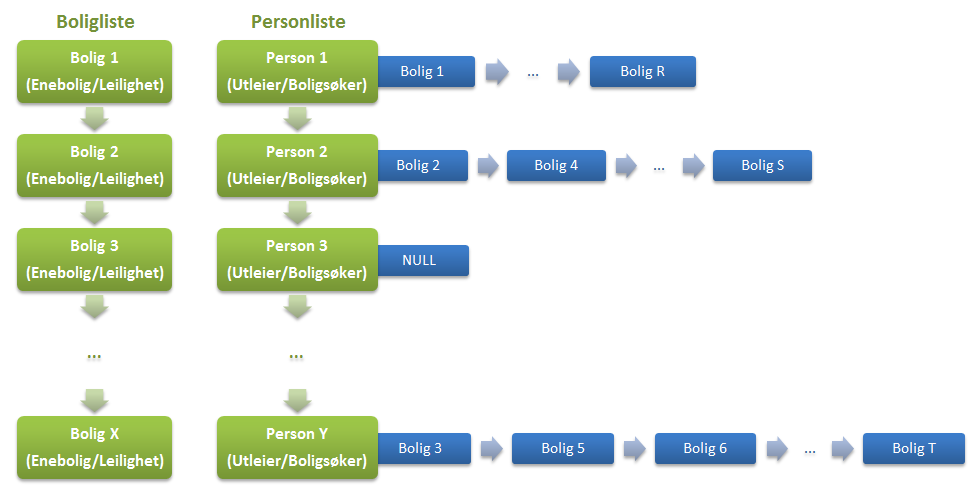 Boligliste
Personliste
Bolig 1
(Enebolig/Leilighet)
Person 1
(Utleier/Boligsøker)
Bolig 1
...
Bolig R
Bolig 2
(Enebolig/Leilighet)
Person 2
(Utleier/Boligsøker)
Bolig 2
Bolig 4
...
Bolig S
Bolig 3
(Enebolig/Leilighet)
Person 3
(Utleier/Boligsøker)
NULL
...
...
Bolig X
(Enebolig/Leilighet)
Person Y
(Utleier/Boligsøker)
Bolig 3
Bolig 5
Bolig 6
...
Bolig T